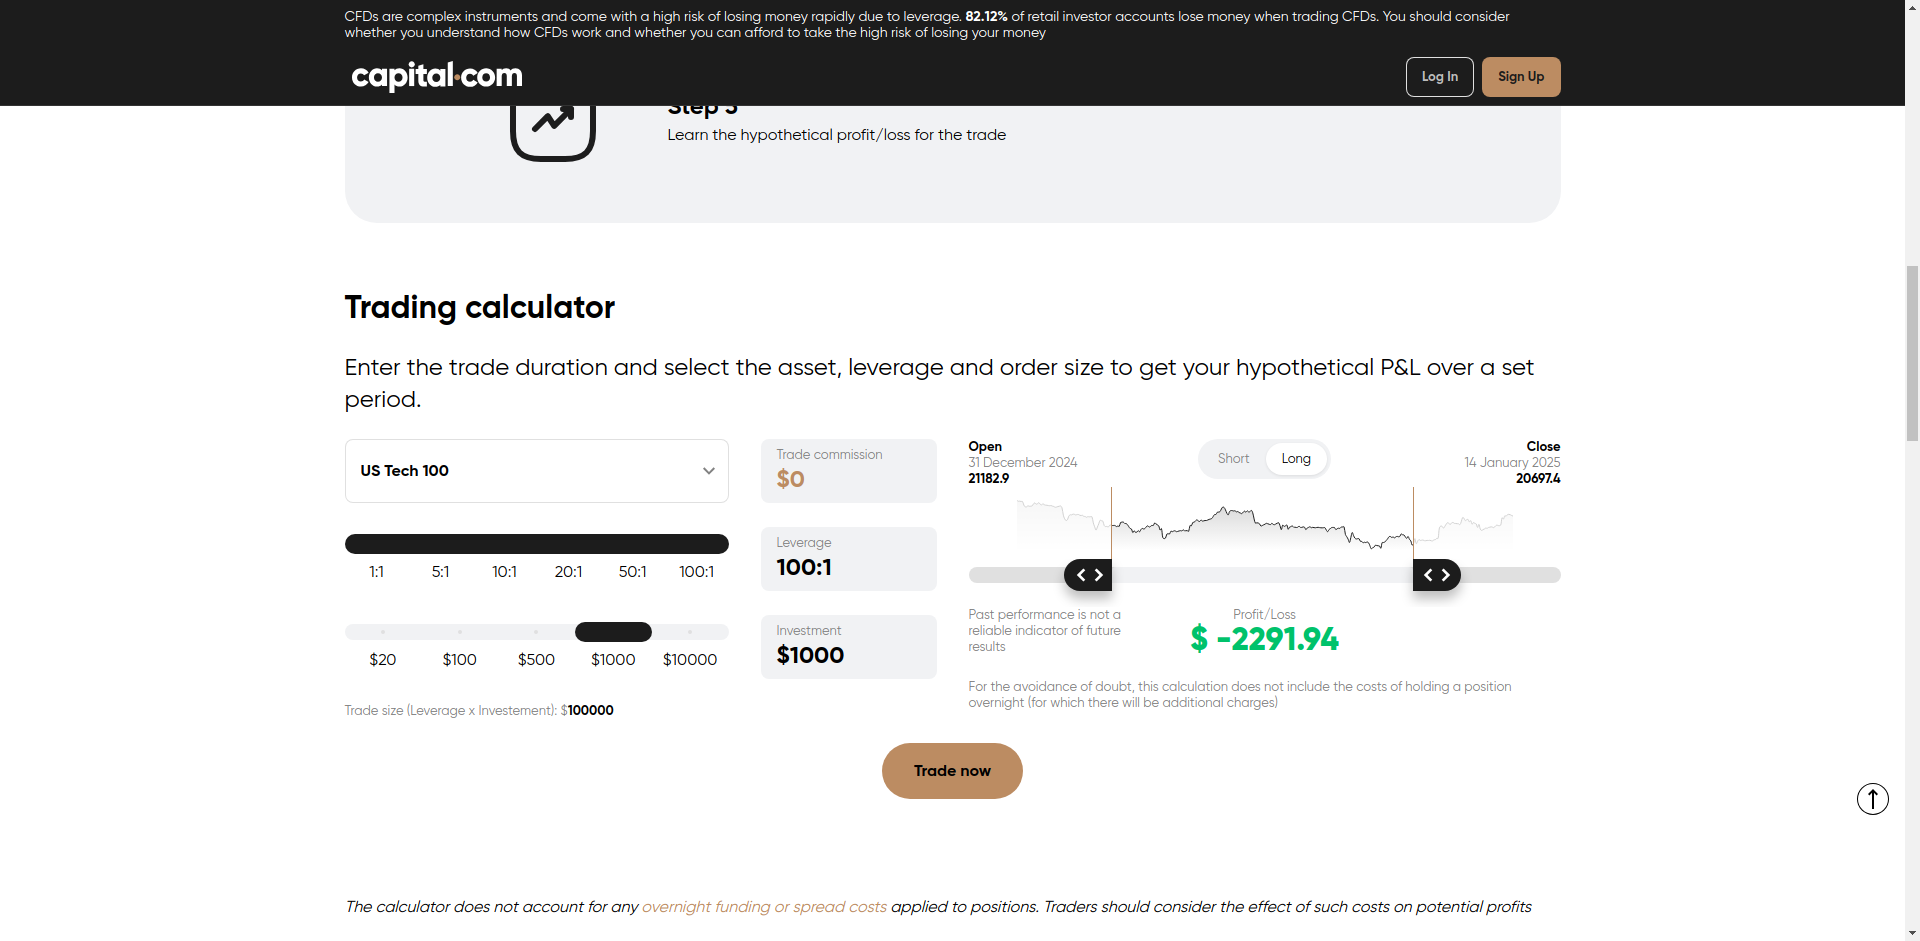 CFDs are complex instruments and come with a high risk of losing money rapidly due to leverage. 82.12% of retail investor accounts lose money when trading CFDs. You should consider
whether you understand how CFDs work and whether you can afford to take the high risk of losing your money
capital.com
Log In
Sign Up
Step 3
Learn the hypothetical profit/loss for the trade
Trading calculator
Enter the trade duration and select the asset, leverage and order size to get your hypothetical P&L over a set
period.
US Tech 100
1:1 5:1 10:1 20:1 50:1 100:1
$20 $100 $500 $1000 $10000
Trade size (Leverage x Investement): $100000
Trade commission
$0
Leverage
100:1
Investment
$1000
Open
31 December 2024
21182.9
Short Long
Close
14 January 2025
20697.4
Past performance is not a
reliable indicator of future
results
Profit/Loss
$ -2291.94
For the avoidance of doubt, this calculation does not include the costs of holding a position
overnight (for which there will be additional charges)
Trade now
The calculator does not account for any overnight funding or spread costs applied to positions. Traders should consider the effect of such costs on potential profits